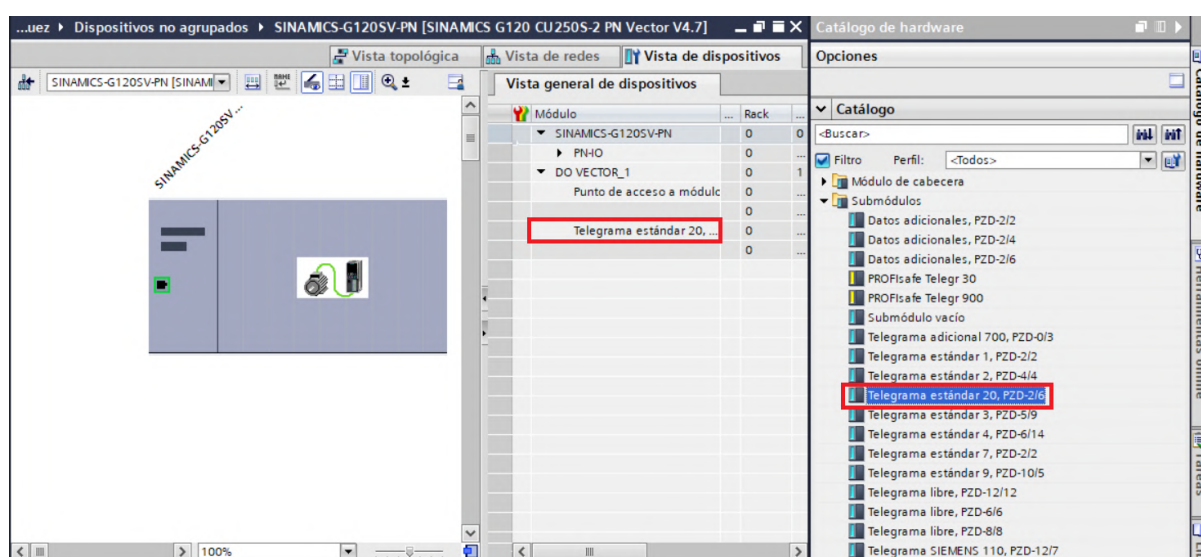 ...uez ▸ Dispositivos no agrupados ▸ SINAMICS-G120SV-PN [SINAMICS G120 CU250S-2 PN Vector V4.7]
Vista topológica
Vista de redes
Vista de dispositivos
SINAMICS-G120SV-PN [SINAMI
SINAMICS-G120SV-...
100%
Vista general de dispositivos
Módulo ... Rack ...
SINAMICS-G120SV-PN 0 0
PN-IO 0 ...
DO VECTOR_1 0 1
Punto de acceso a módulo 0 ...
0 ...
Telegrama estándar 20, ... 0 ...
0 ...
Catálogo de hardware
Opciones
Catálogo
<Buscar>
Filtro Perfil: <Todos>
Módulo de cabecera
Submódulos
Datos adicionales, PZD-2/2
Datos adicionales, PZD-2/4
Datos adicionales, PZD-2/6
PROFIsafe Telegr 30
PROFIsafe Telegr 900
Submódulo vacío
Telegrama adicional 700, PZD-0/3
Telegrama estándar 1, PZD-2/2
Telegrama estándar 2, PZD-4/4
Telegrama estándar 20, PZD-2/6
Telegrama estándar 3, PZD-5/9
Telegrama estándar 4, PZD-6/14
Telegrama estándar 7, PZD-2/2
Telegrama estándar 9, PZD-10/5
Telegrama libre, PZD-12/12
Telegrama libre, PZD-6/6
Telegrama libre, PZD-8/8
Telegrama SIEMENS 110, PZD-12/7
Catálogo de hardware